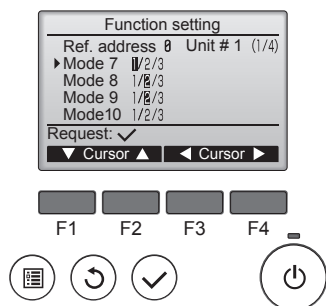 Function setting
Ref. address 0 Unit # 1 (1/4)
Mode 7 1/2/3
Mode 8 1/2/3
Mode 9 1/2/3
Mode10 1/2/3
Request: ✓
▼ Cursor ▲ ◀ Cursor ▶
F1 F2 F3 F4